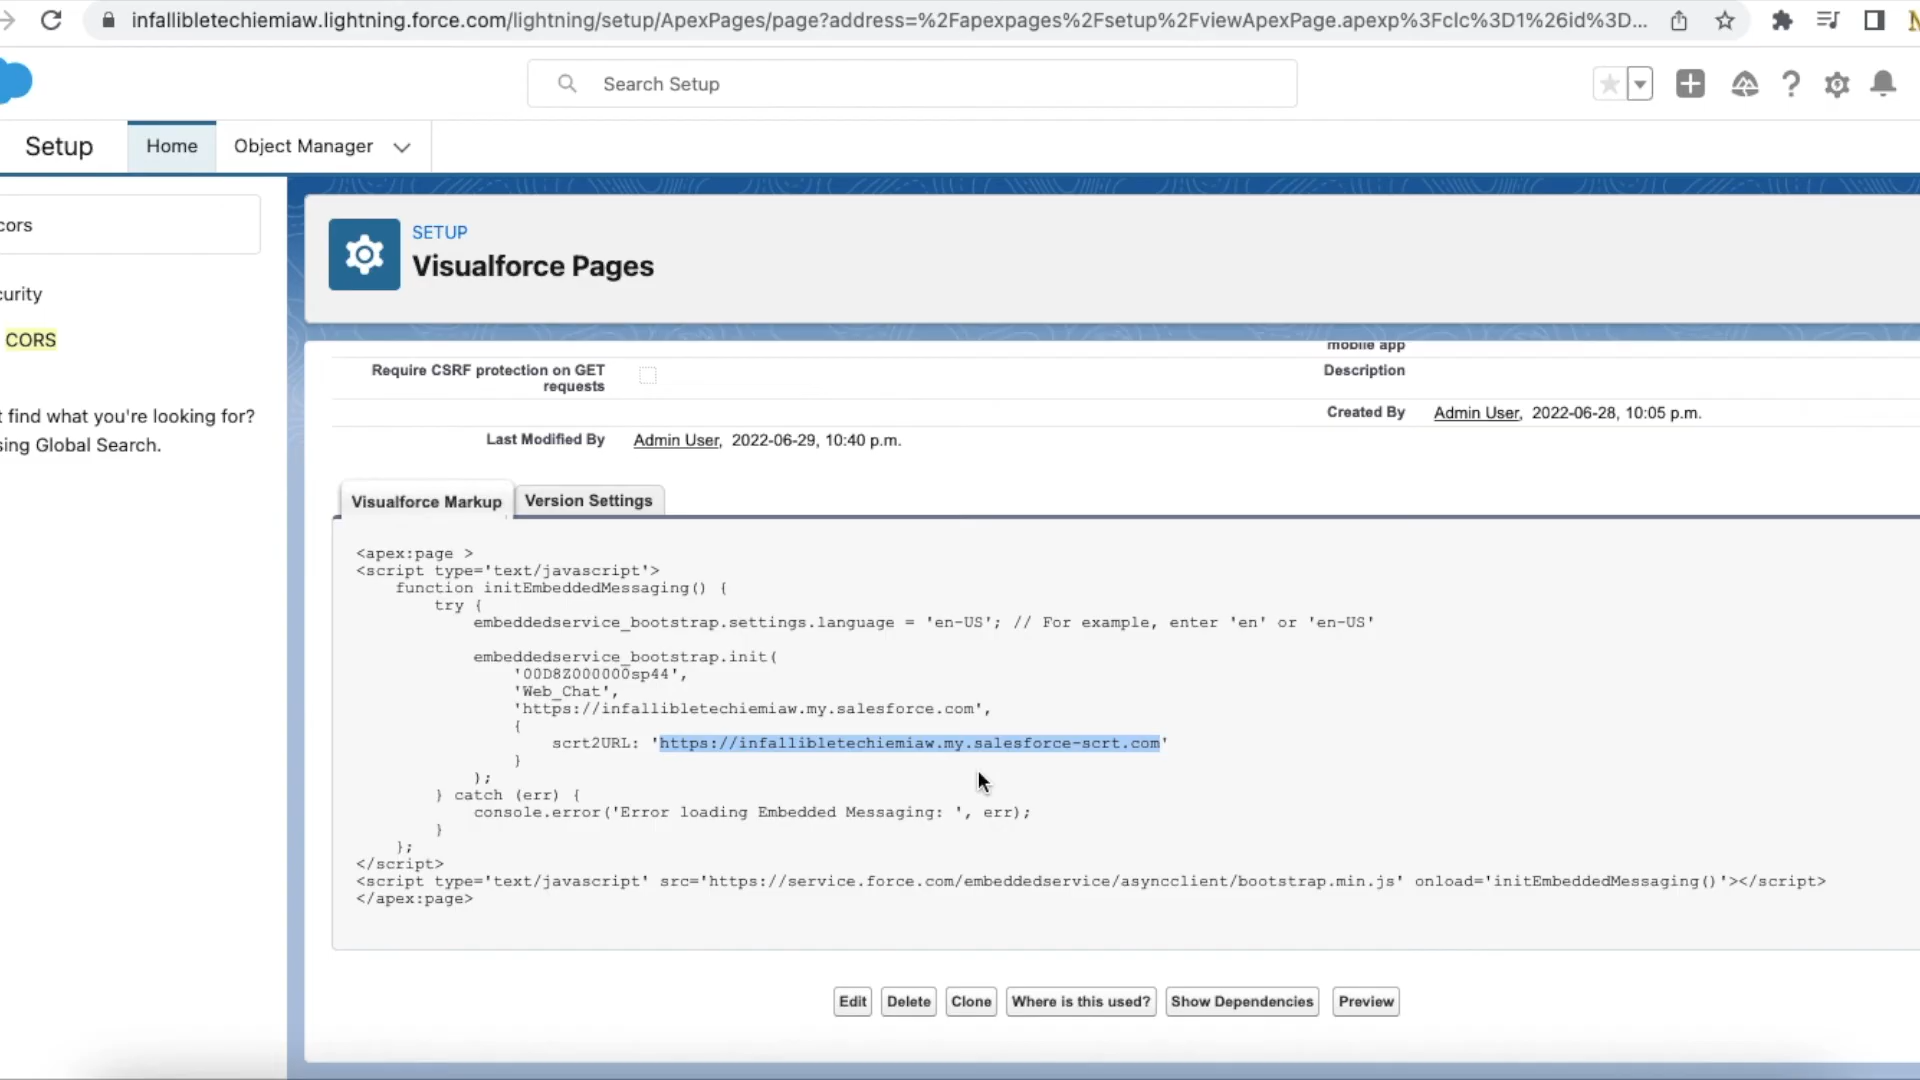 infallibletechiemiaw.lightning.force.com/lightning/setup/ApexPages/page?address=%2Fapexpages%2Fsetup%2FviewApexPage.apexp%3Fclc%3D1%26id%3D...
Search Setup
Setup
Home
Object Manager
cors
curity
CORS
t find what you're looking for?
sing Global Search.
SETUP
Visualforce Pages
mobile app
Require CSRF protection on GET
requests
Description
Created By Admin User, 2022-06-28, 10:05 p.m.
Last Modified By Admin User, 2022-06-29, 10:40 p.m.
Visualforce Markup
Version Settings
<apex:page >
<script type='text/javascript'>
function initEmbeddedMessaging() {
try {
embeddedservice_bootstrap.settings.language = 'en-US'; // For example, enter 'en' or 'en-US'
embeddedservice_bootstrap.init(
'00D8Z000000sp44',
'Web_Chat',
'https://infallibletechiemiaw.my.salesforce.com',
{
scrt2URL: 'https://infallibletechiemiaw.my.salesforce-scrt.com'
}
);
} catch (err) {
console.error('Error loading Embedded Messaging: ', err);
}
};
</script>
<script type='text/javascript' src='https://service.force.com/embeddedservice/asyncclient/bootstrap.min.js' onload='initEmbeddedMessaging()'></script>
</apex:page>
Edit
Delete
Clone
Where is this used?
Show Dependencies
Preview